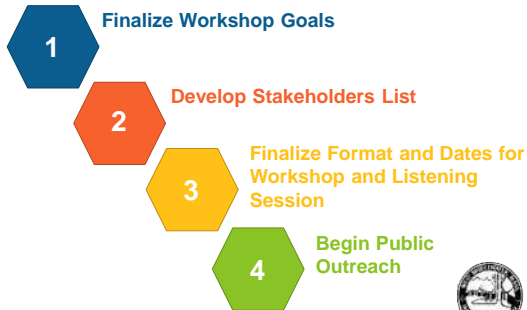 1
Finalize Workshop Goals
2
Develop Stakeholders List
3
Finalize Format and Dates for
Workshop and Listening
Session
4
Begin Public
Outreach